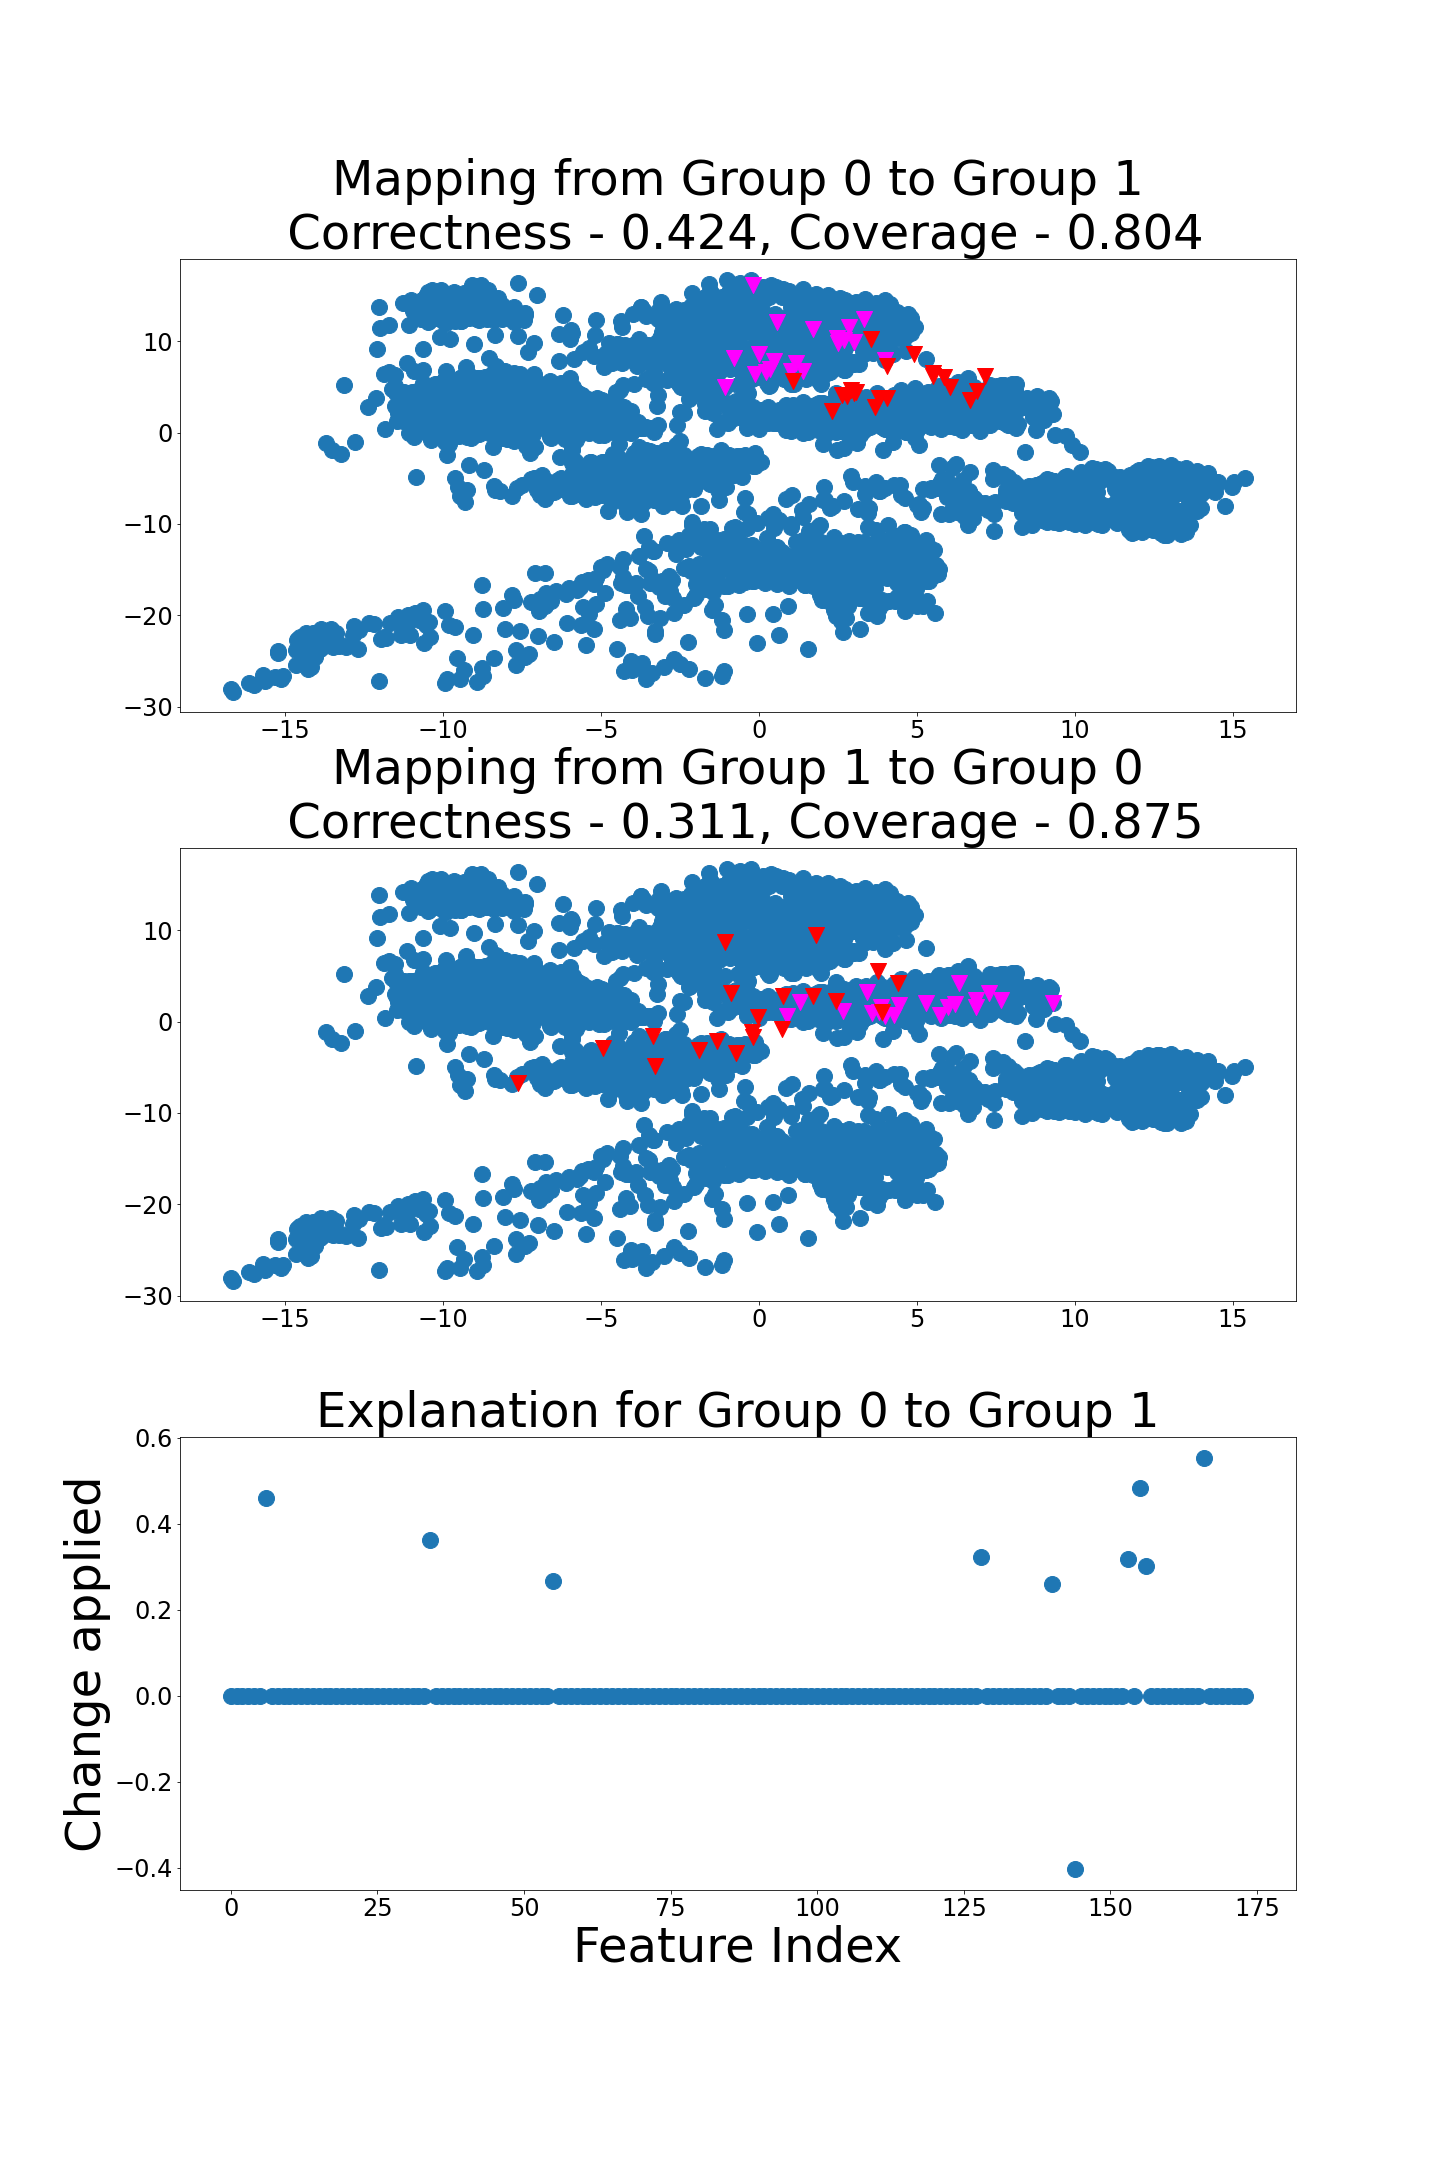 Mapping from Group 0 to Group 1
Correctness - 0.424, Coverage - 0.804
10
0
−10
−20
−30
−15 −10 −5 0 5 10 15
Mapping from Group 1 to Group 0
Correctness - 0.311, Coverage - 0.875
10
0
−10
−20
−30
−15 −10 −5 0 5 10 15
Explanation for Group 0 to Group 1
Change applied
0.6
0.4
0.2
0.0
−0.2
−0.4
0 25 50 75 100 125 150 175
Feature Index